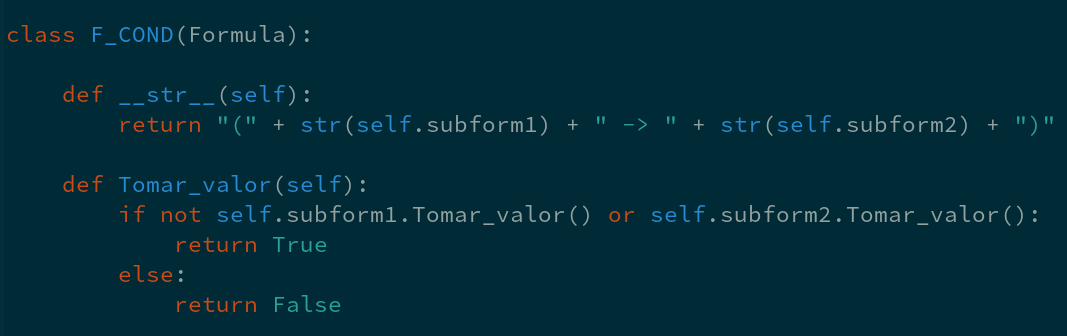 class F_COND(Formula):
def __str__(self):
return "(" + str(self.subform1) + " -> " + str(self.subform2) + ")"
def Tomar_valor(self):
if not self.subform1.Tomar_valor() or self.subform2.Tomar_valor():
return True
else:
return False